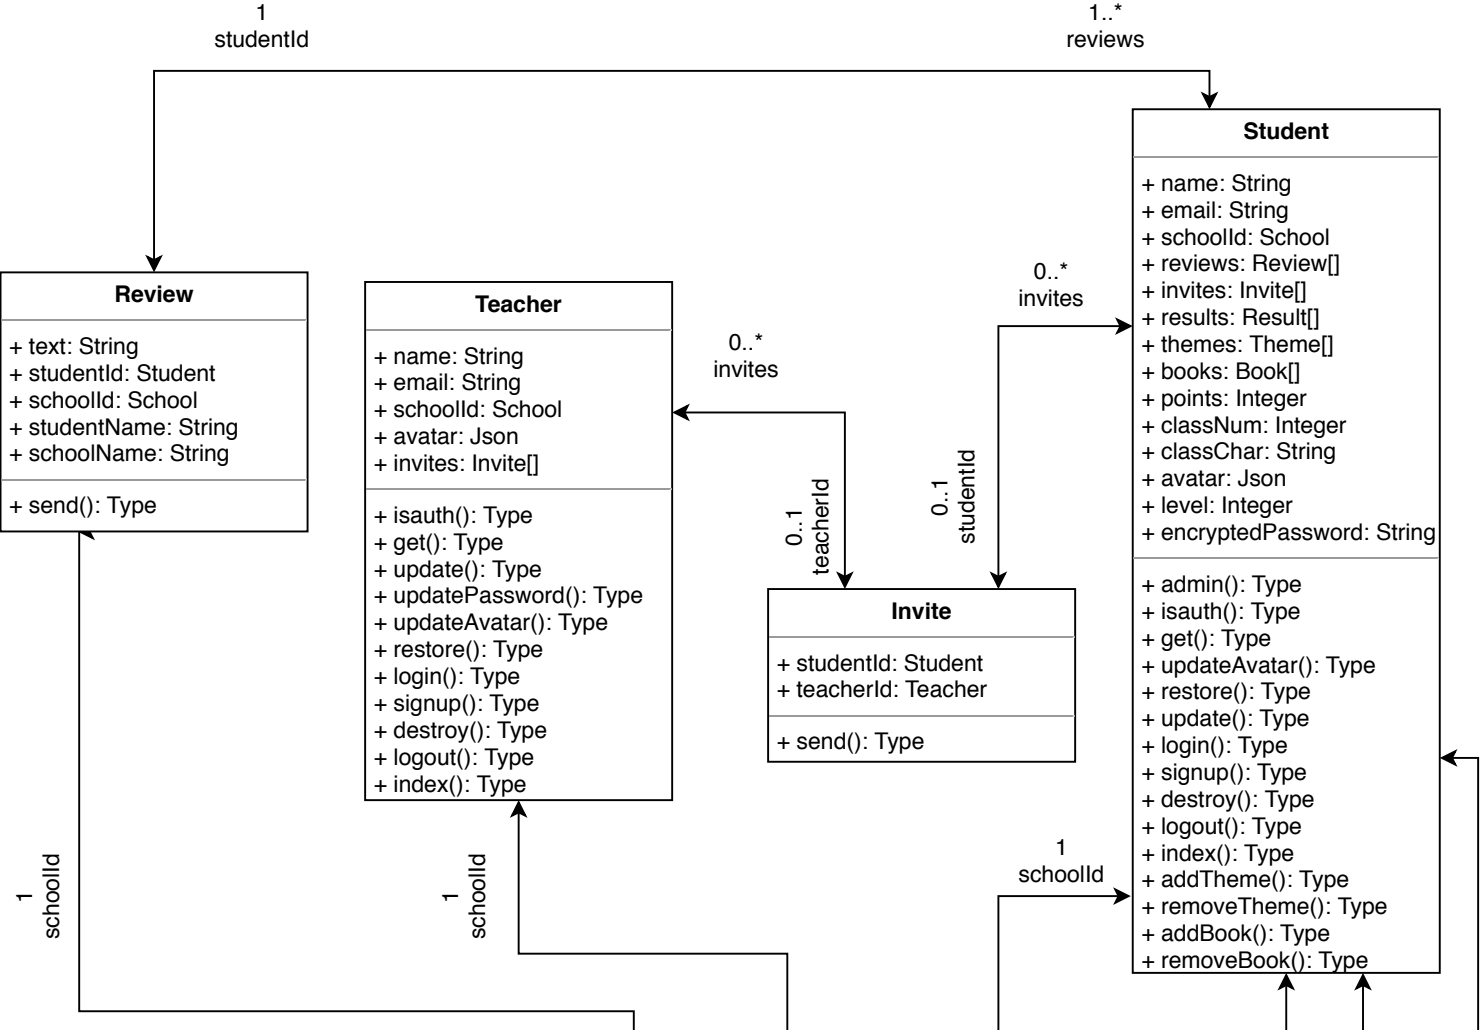 1
studentId
1..*
reviews
Review
+ text: String
+ studentId: Student
+ schoolId: School
+ studentName: String
+ schoolName: String
+ send(): Type
Teacher
+ name: String
+ email: String
+ schoolId: School
+ avatar: Json
+ invites: Invite[]
+ isauth(): Type
+ get(): Type
+ update(): Type
+ updatePassword(): Type
+ updateAvatar(): Type
+ restore(): Type
+ login(): Type
+ signup(): Type
+ destroy(): Type
+ logout(): Type
+ index(): Type
0..*
invites
0..1
teacherId
0..*
invites
0..1
studentId
Invite
+ studentId: Student
+ teacherId: Teacher
+ send(): Type
Student
+ name: String
+ email: String
+ schoolId: School
+ reviews: Review[]
+ invites: Invite[]
+ results: Result[]
+ themes: Theme[]
+ books: Book[]
+ points: Integer
+ classNum: Integer
+ classChar: String
+ avatar: Json
+ level: Integer
+ encryptedPassword: String
+ admin(): Type
+ isauth(): Type
+ get(): Type
+ updateAvatar(): Type
+ restore(): Type
+ update(): Type
+ login(): Type
+ signup(): Type
+ destroy(): Type
+ logout(): Type
+ index(): Type
+ addTheme(): Type
+ removeTheme(): Type
+ addBook(): Type
+ removeBook(): Type
1
schoolId
1
schoolId
1
schoolId